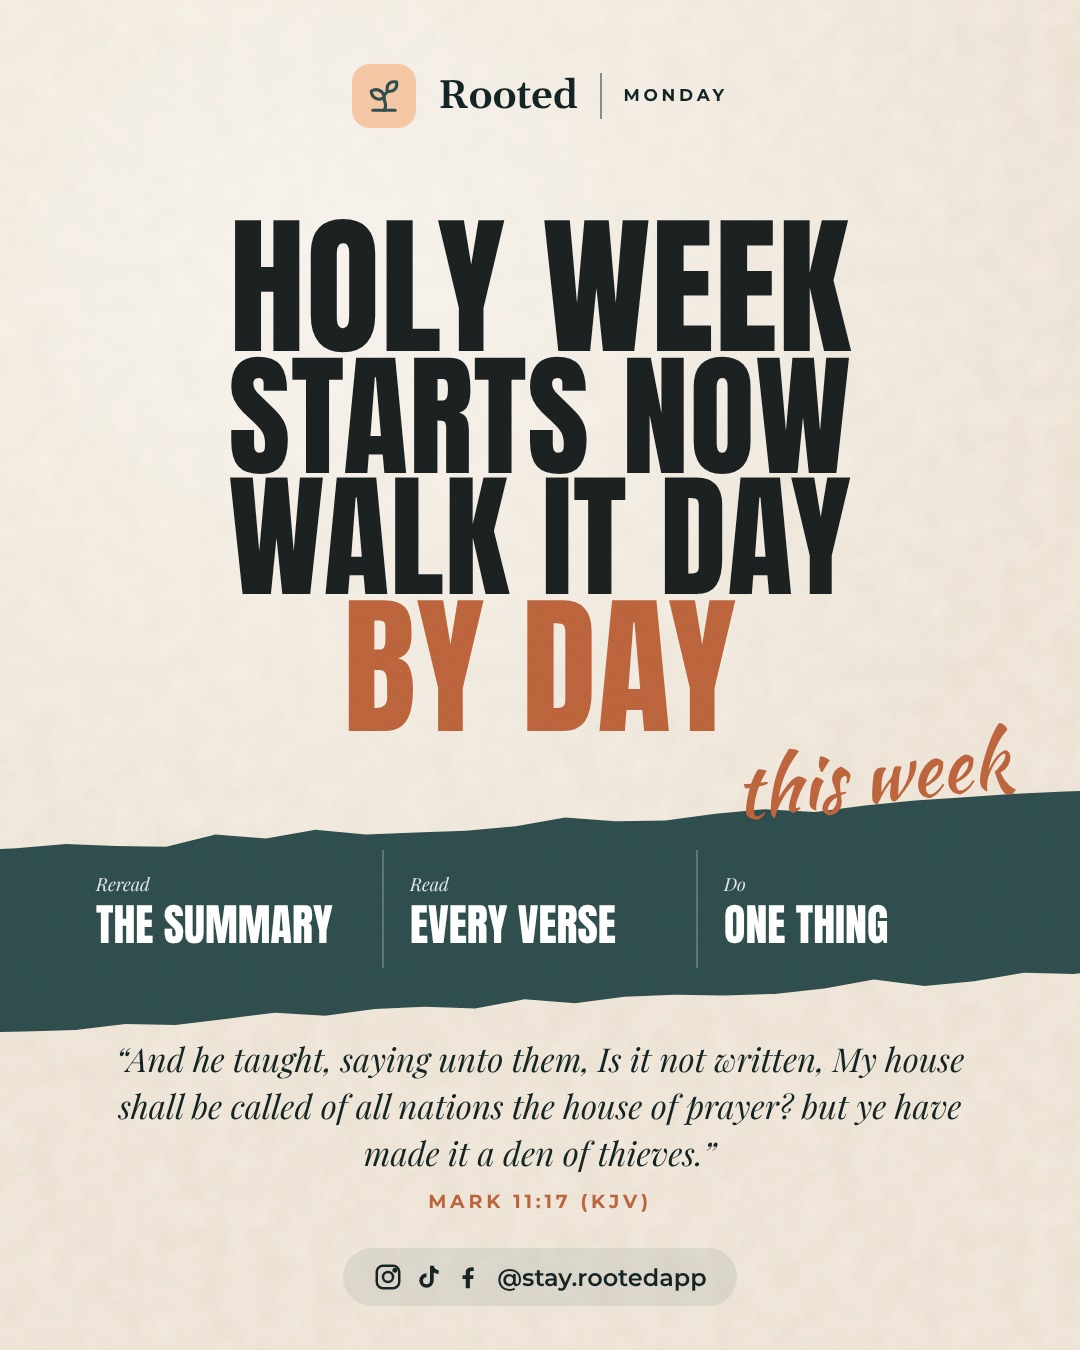 Rooted
MONDAY
HOLY WEEK
STARTS NOW
WALK IT DAY
BY DAY
this week
Reread
THE SUMMARY
Read
EVERY VERSE
Do
ONE THING
“And he taught, saying unto them, Is it not written, My house
shall be called of all nations the house of prayer? but ye have
made it a den of thieves.”
MARK 11:17 (KJV)
@stay.rootedapp